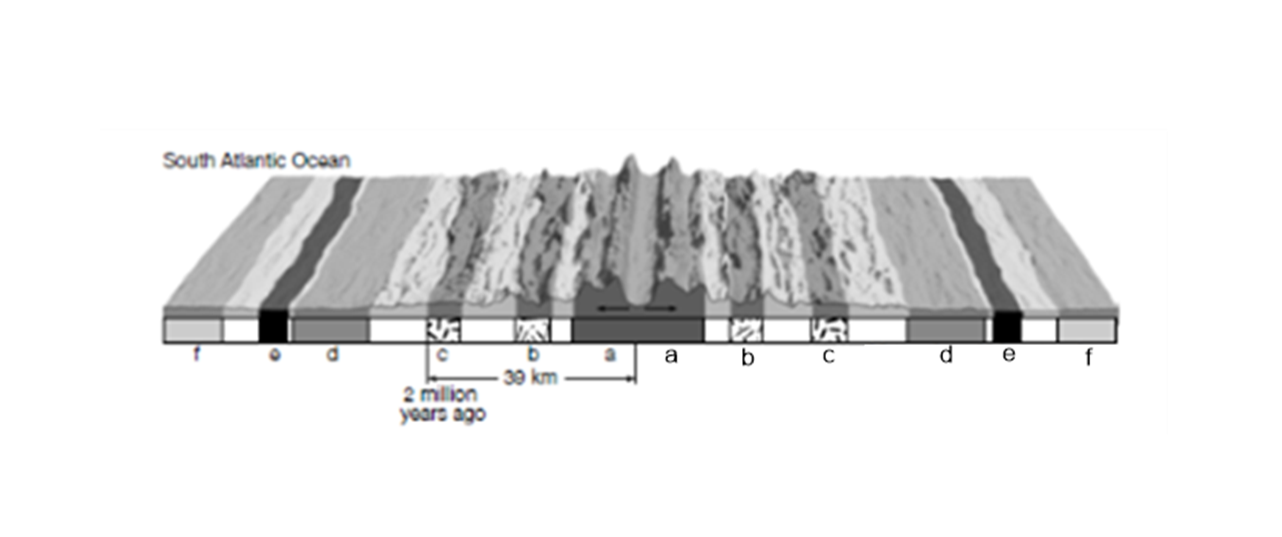 South Atlantic Ocean
f e d c b a a b c d e f
39 km
2 million
years ago